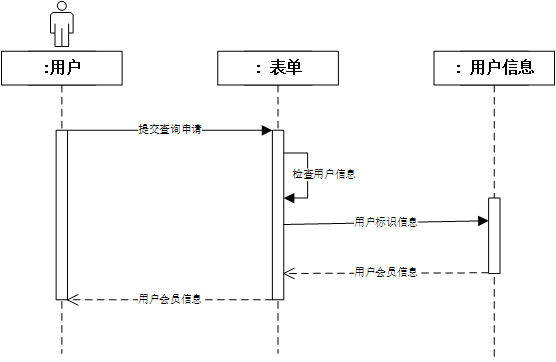 :用户
: 表单
: 用户信息
提交查询申请
检查用户信息
用户标识信息
用户会员信息
用户会员信息